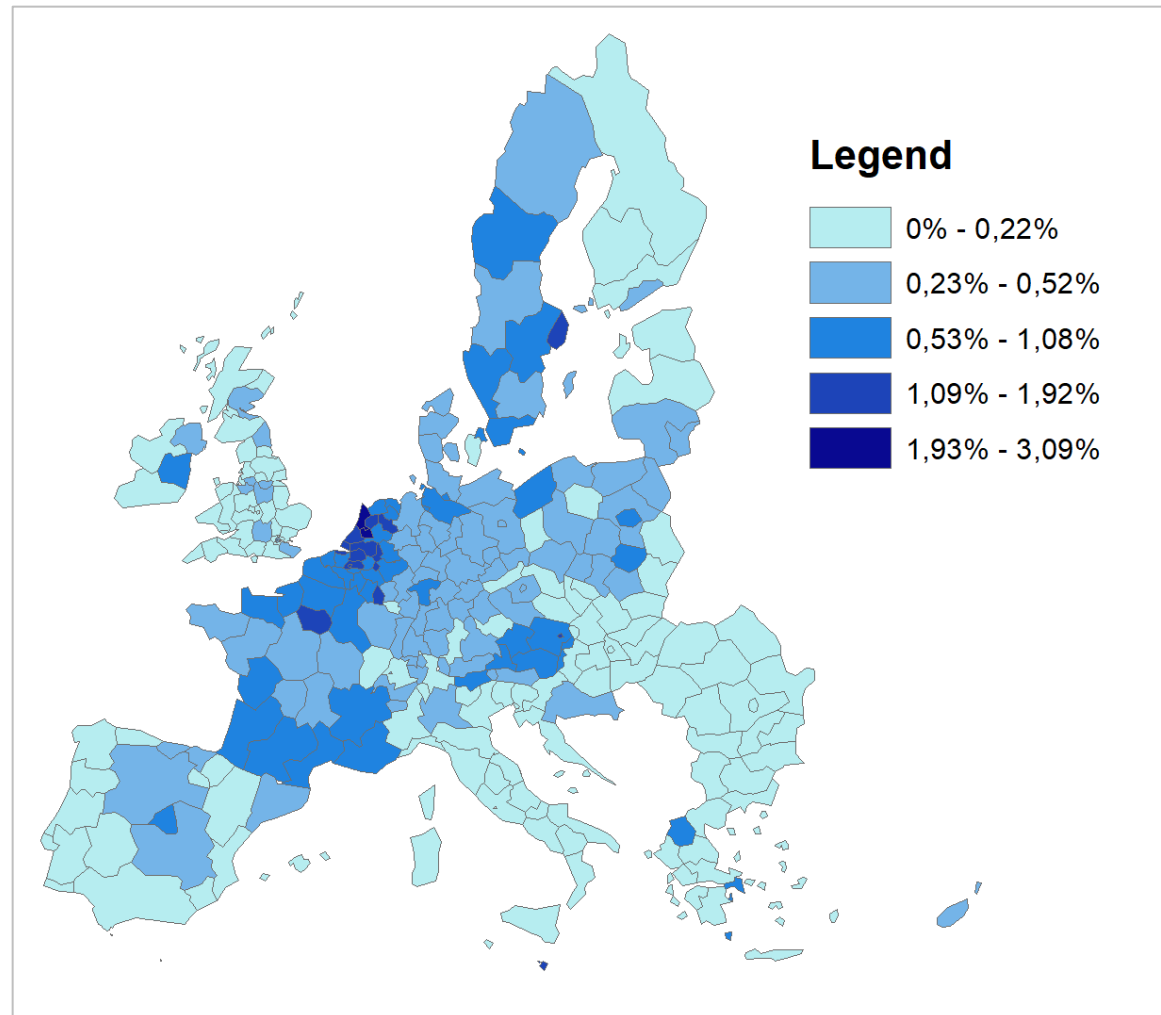 Legend
0% - 0,22%
0,23% - 0,52%
0,53% - 1,08%
1,09% - 1,92%
1,93% - 3,09%